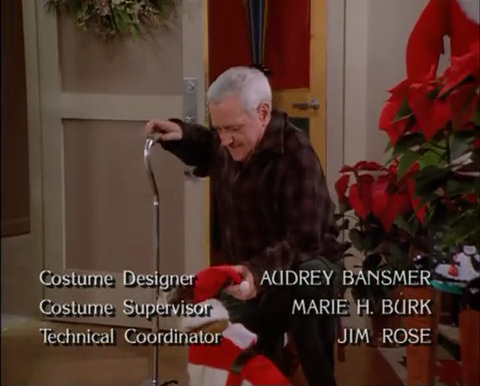 Costume Designer AUDREY BANSMER
Costume Supervisor MARIE H. BURK
Technical Coordinator JIM ROSE